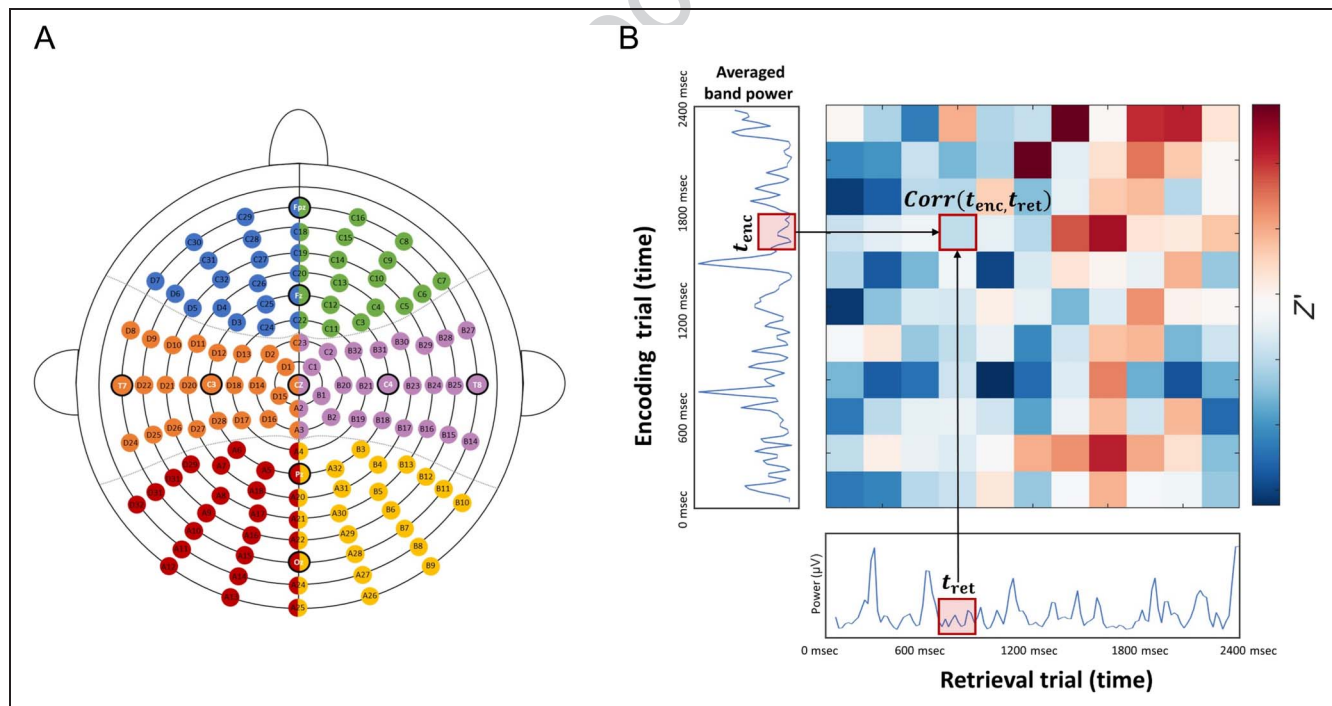 A
B
Averaged
band power
Encoding trial (time)
0 msec
600 msec
1200 msec
1800 msec
2400 msec
t_enc
Corr(t_enc,t_ret)
Z'
Power (μV)
t_ret
0 msec
600 msec
1200 msec
1800 msec
2400 msec
Retrieval trial (time)
Fpz
C29
C16
C18
C30
C28
C15
C8
C31
C27
C19
C14
C9
D7
D6
C32
C26
C20
C13
C10
C7
D5
D4
C25
Fz
C12
C4
C5
C6
D3
C24
C22
C11
C3
D8
D9
D10
D11
D12
D13
D2
C23
C2
B32
B31
B30
B29
B28
B27
D1
C1
T7
D22
D21
D20
C3
D18
D14
CZ
B20
B21
C4
B23
B24
B25
T8
D15
B1
A2
D24
D25
D26
D27
D28
D17
D16
A3
B2
B19
B18
B17
B16
B15
B14
A4
B3
A32
B4
B13
B12
B11
B10
A20
A31
B5
A21
A30
B6
A22
A29
B7
A28
B8
A27
B9
A26
B24
A25